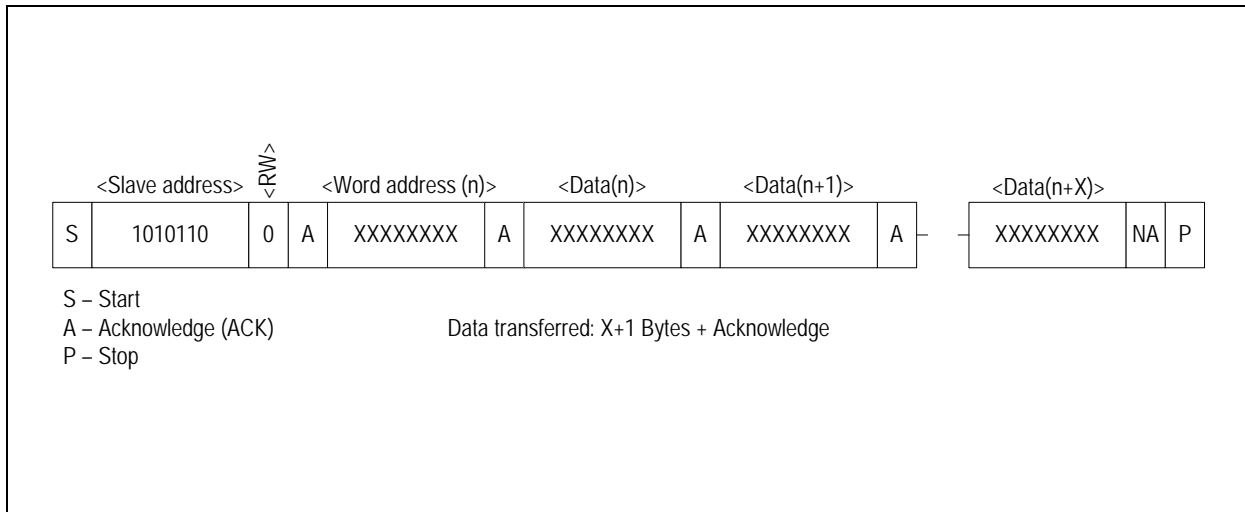 <RW>
<Slave address> <Word address (n)> <Data(n)> <Data(n+1)> <Data(n+X)>
S 1010110 0 A XXXXXXXX A XXXXXXXX A XXXXXXXX A XXXXXXXX NA P
S – Start
A – Acknowledge (ACK) Data transferred: X+1 Bytes + Acknowledge
P – Stop